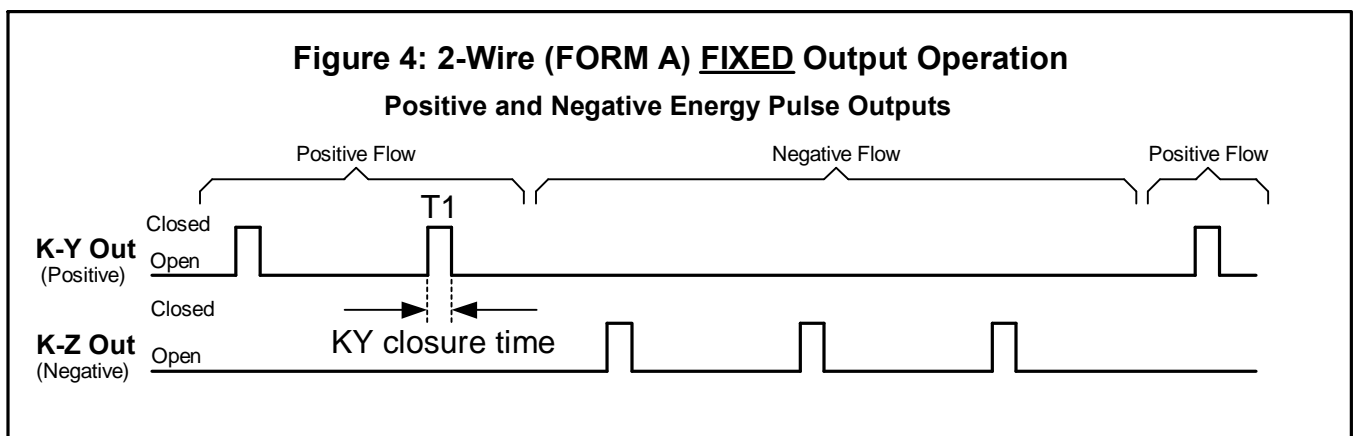 Figure 4: 2-Wire (FORM A) FIXED Output Operation
Positive and Negative Energy Pulse Outputs
Positive Flow
Negative Flow
Positive Flow
T1
Closed
K-Y Out
(Positive)
Open
KY closure time
Closed
K-Z Out
(Negative)
Open